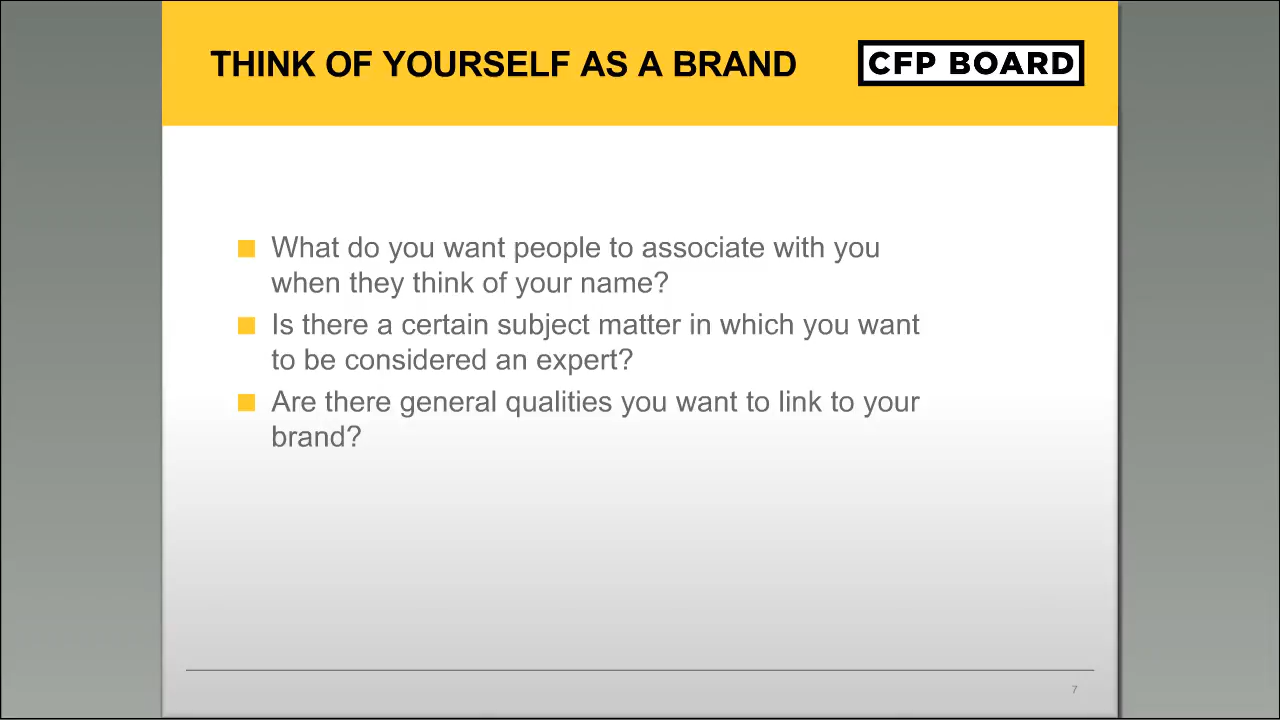 THINK OF YOURSELF AS A BRAND
CFP BOARD
What do you want people to associate with you
when they think of your name?
Is there a certain subject matter in which you want
to be considered an expert?
Are there general qualities you want to link to your
brand?
7